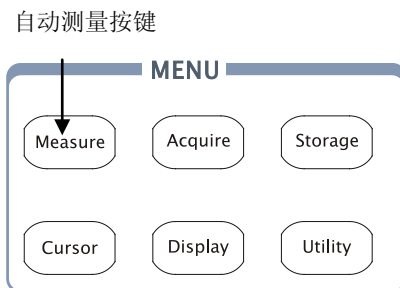 自动测量按键
MENU
Measure Acquire Storage
Cursor Display Utility